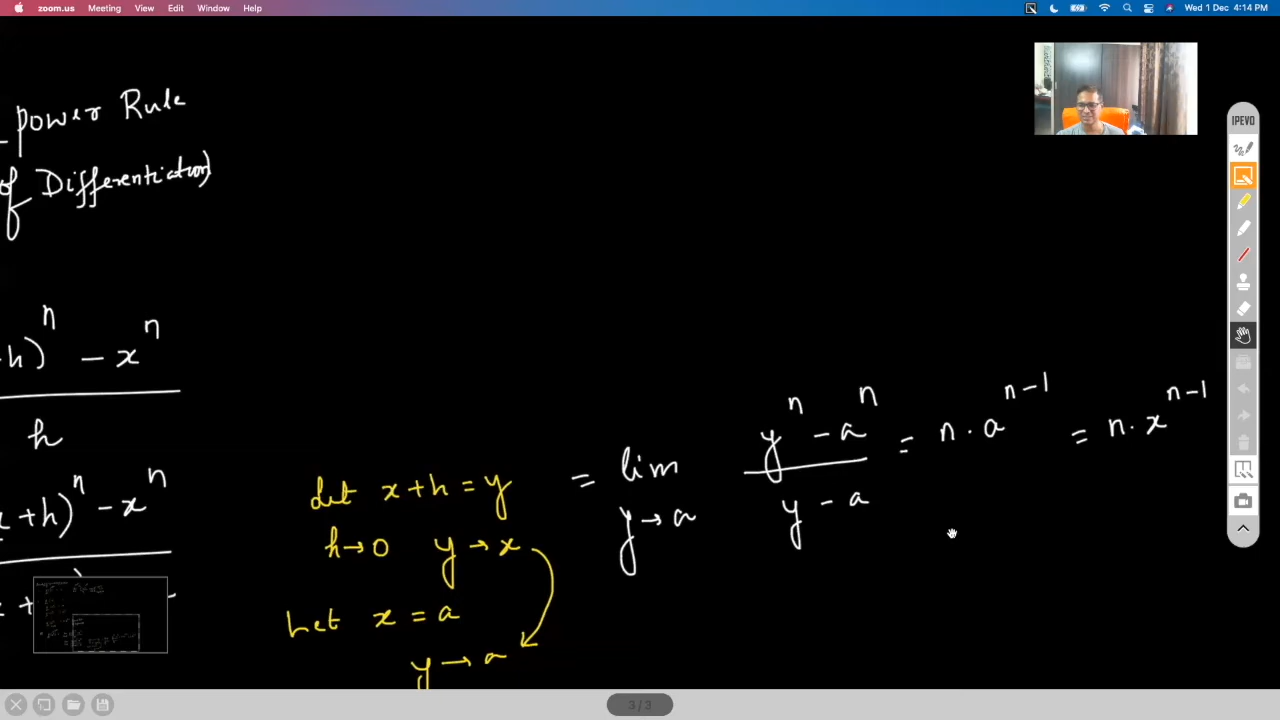 zoom.us Meeting View Edit Window Help Wed 1 Dec 4:14 PM
IPEVO
Power Rule
of Differentiation)
h)^n - x^n
h
x+h)^n - x^n
Let x+h = y
h→0 y→x
Let x = a
y→a
= lim y→a
y^n - a^n
y - a
= n·a^{n-1} = n·x^{n-1}
3 / 3